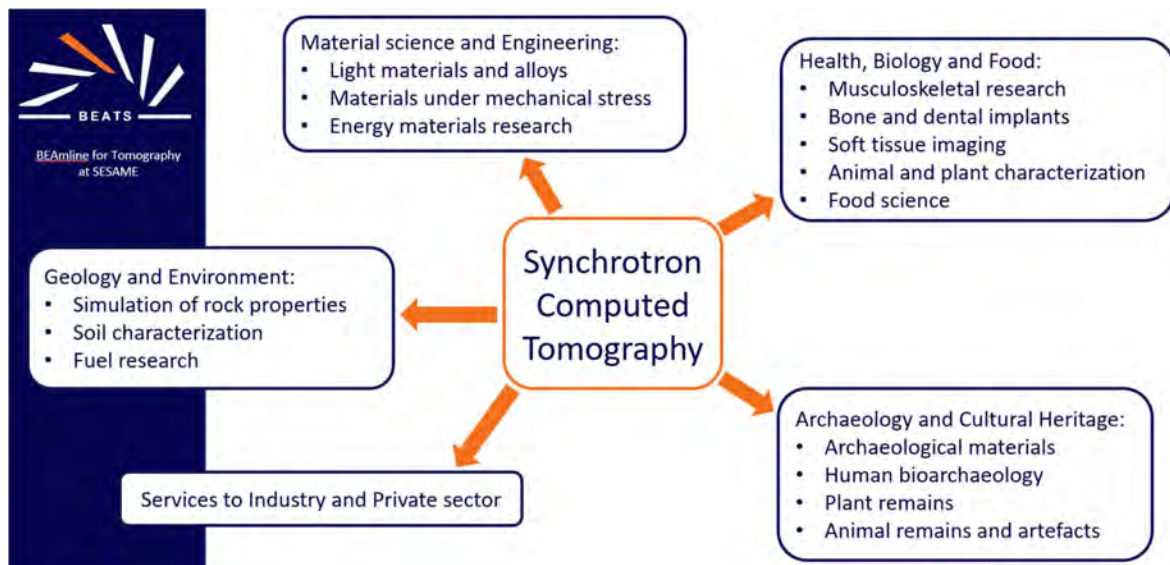 BEATS
BEAmline for Tomography
at SESAME
Material science and Engineering:
• Light materials and alloys
• Materials under mechanical stress
• Energy materials research
Health, Biology and Food:
• Musculoskeletal research
• Bone and dental implants
• Soft tissue imaging
• Animal and plant characterization
• Food science
Geology and Environment:
• Simulation of rock properties
• Soil characterization
• Fuel research
Synchrotron
Computed
Tomography
Archaeology and Cultural Heritage:
• Archaeological materials
• Human bioarchaeology
• Plant remains
• Animal remains and artefacts
Services to Industry and Private sector